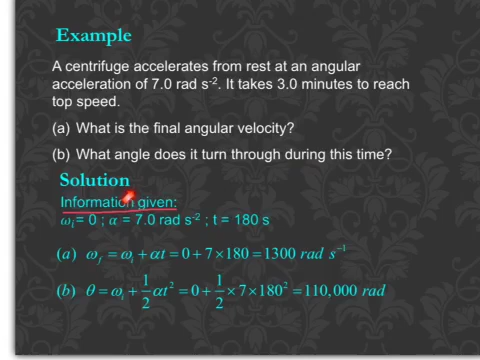 Example
A centrifuge accelerates from rest at an angular
acceleration of 7.0 rad s⁻². It takes 3.0 minutes to reach
top speed.
(a) What is the final angular velocity?
(b) What angle does it turn through during this time?
Solution
Information given:
ωᵢ = 0 ; α = 7.0 rad s⁻² ; t = 180 s
(a) ω_f = ω_i + αt = 0 + 7 × 180 = 1300 rad s⁻¹
(b) θ = ω_i + 1/2 αt² = 0 + 1/2 × 7 × 180² = 110,000 rad